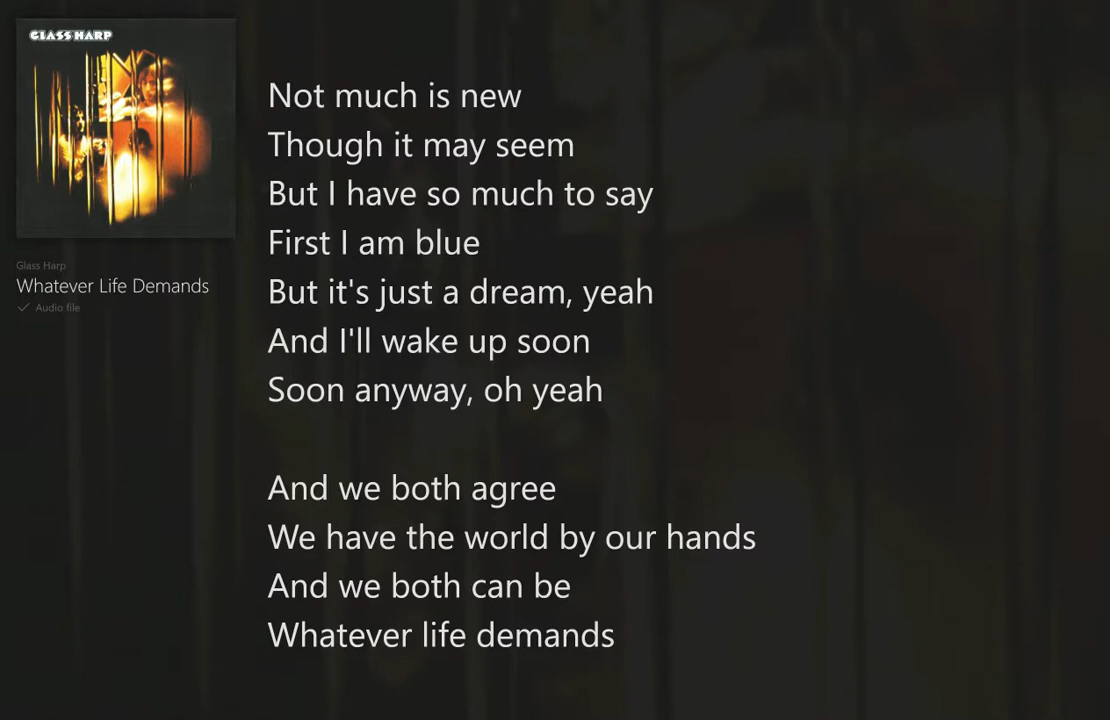 GLASS HARP
Glass Harp
Whatever Life Demands
Audio file
Not much is new
Though it may seem
But I have so much to say
First I am blue
But it's just a dream, yeah
And I'll wake up soon
Soon anyway, oh yeah
And we both agree
We have the world by our hands
And we both can be
Whatever life demands